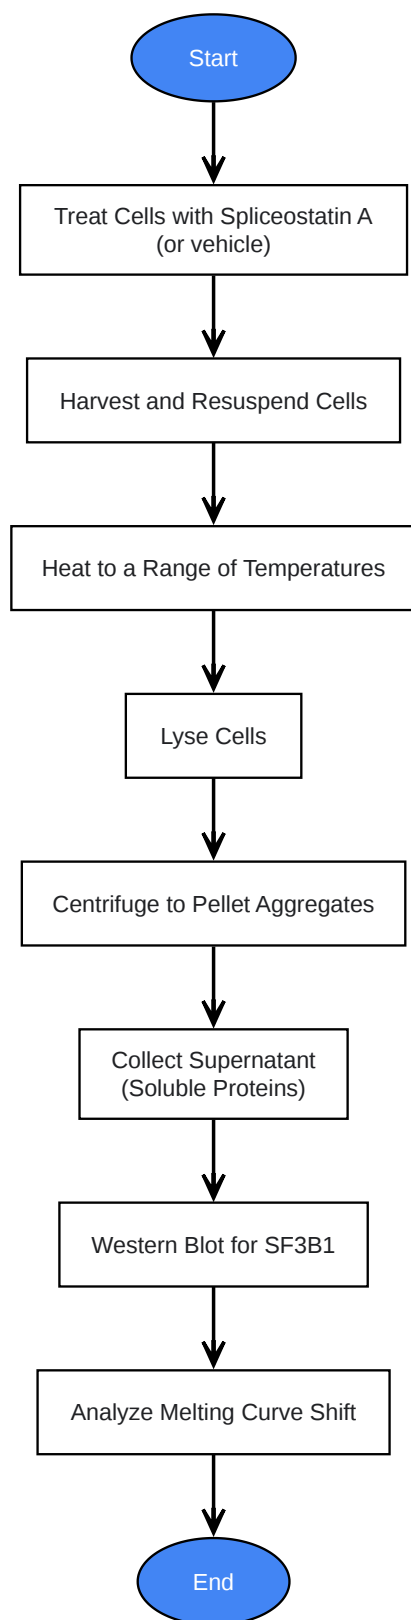 Start
Treat Cells with Spliceostatin A
(or vehicle)
Harvest and Resuspend Cells
Heat to a Range of Temperatures
Lyse Cells
Centrifuge to Pellet Aggregates
Collect Supernatant
(Soluble Proteins)
Western Blot for SF3B1
Analyze Melting Curve Shift
End